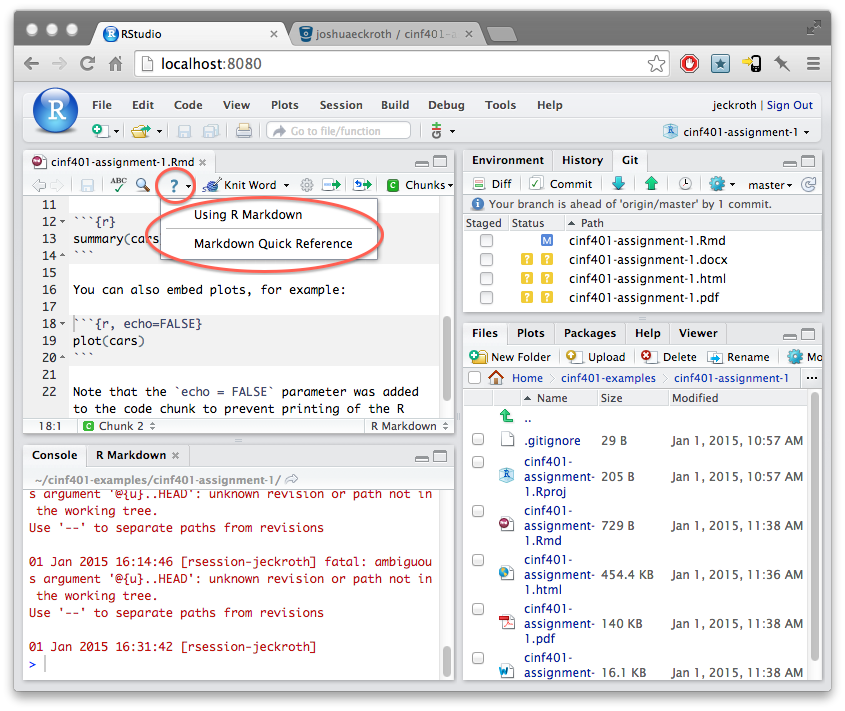 RStudio
joshuaeckroth / cinf401-a
localhost:8080
R
File Edit Code View Plots Session Build Debug Tools Help
jeckroth | Sign Out
Go to file/function
cinf401-assignment-1
cinf401-assignment-1.Rmd
ABC ? Knit Word Chunks
Using R Markdown
Markdown Quick Reference
11
12 ```{r}
13 summary(cars
14 ```
15
16 You can also embed plots, for example:
17
18 ```{r, echo=FALSE}
19 plot(cars)
20 ```
21
22 Note that the `echo = FALSE` parameter was added
to the code chunk to prevent printing of the R
18:1 C Chunk 2 R Markdown
Console R Markdown
~/cinf401-examples/cinf401-assignment-1/
s argument '@{u}..HEAD': unknown revision or path not in
the working tree.
Use '--' to separate paths from revisions
01 Jan 2015 16:14:46 [rsession-jeckroth] fatal: ambiguou
s argument '@{u}..HEAD': unknown revision or path not in
the working tree.
Use '--' to separate paths from revisions
01 Jan 2015 16:31:42 [rsession-jeckroth]
>
Environment History Git
Diff Commit master
Your branch is ahead of 'origin/master' by 1 commit.
Staged Status Path
M cinf401-assignment-1.Rmd
? ? cinf401-assignment-1.docx
? ? cinf401-assignment-1.html
? ? cinf401-assignment-1.pdf
Files Plots Packages Help Viewer
New Folder Upload Delete Rename Mo
Home cinf401-examples cinf401-assignment-1 ...
Name Size Modified
..
.gitignore 29 B Jan 1, 2015, 10:57 AM
cinf401-
assignment- 205 B Jan 1, 2015, 10:57 AM
1.Rproj
cinf401-
assignment- 729 B Jan 1, 2015, 11:38 AM
1.Rmd
cinf401-
assignment- 454.4 KB Jan 1, 2015, 11:36 AM
1.html
cinf401-
assignment- 140 KB Jan 1, 2015, 11:38 AM
1.pdf
cinf401-
assignment- 16.1 KB Jan 1, 2015, 11:38 AM